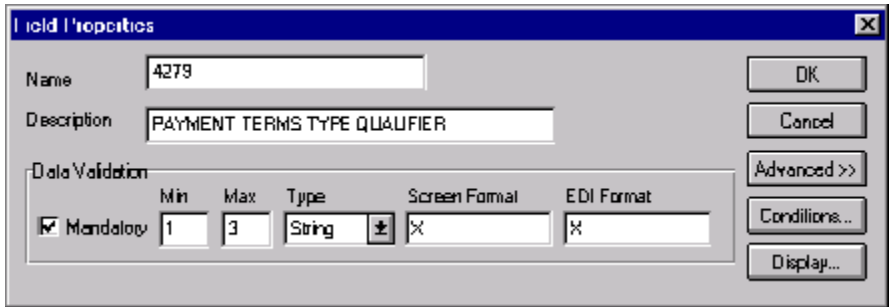 Field Properties
Name 4279 OK
Description PAYMENT TERMS TYPE QUALIFIER Cancel
Data Validation Advanced >>
Min Max Type Screen Format EDI Format
Mandatory 1 3 String X X Conditions...
Display...